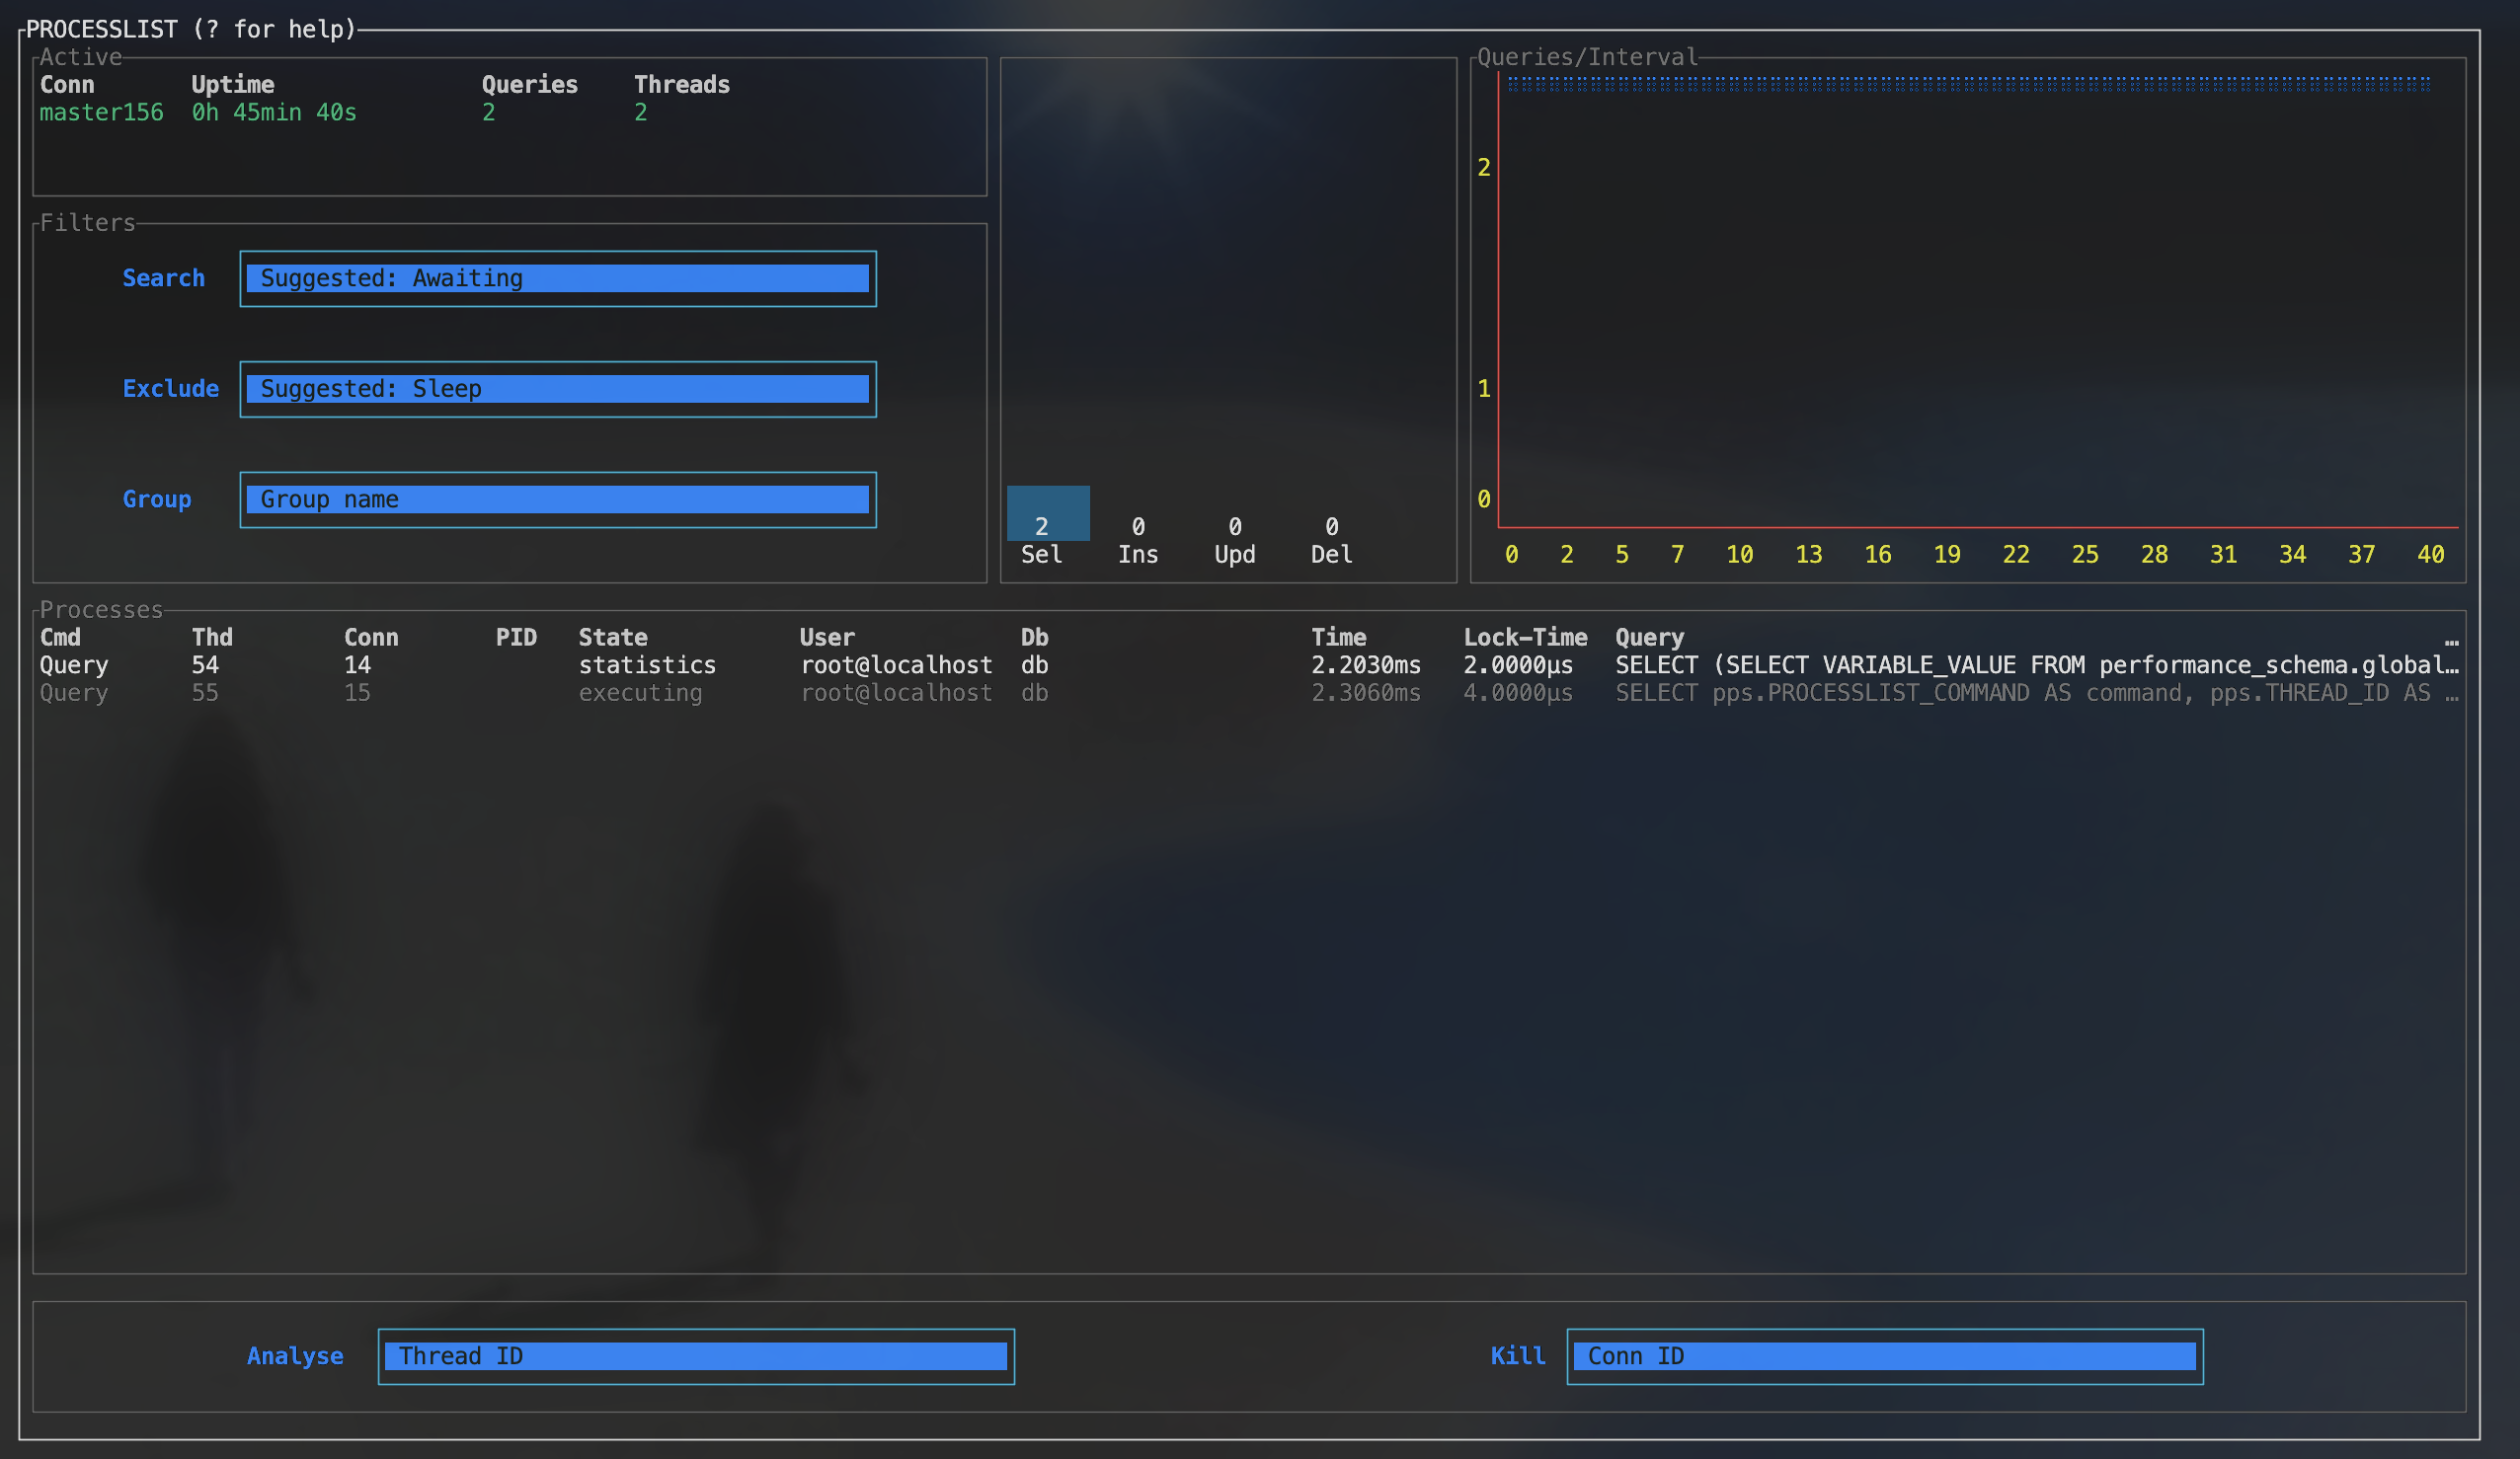 PROCESSLIST (? for help)
Active
Conn Uptime Queries Threads
master156 0h 45min 40s 2 2
Filters
Search Suggested: Awaiting
Exclude Suggested: Sleep
Group Group name
2 0 0 0
Sel Ins Upd Del
Queries/Interval
2
1
0
0 2 5 7 10 13 16 19 22 25 28 31 34 37 40
Processes
Cmd Thd Conn PID State User Db Time Lock-Time Query …
Query 54 14 statistics root@localhost db 2.2030ms 2.0000µs SELECT (SELECT VARIABLE_VALUE FROM performance_schema.global…
Query 55 15 executing root@localhost db 2.3060ms 4.0000µs SELECT pps.PROCESSLIST_COMMAND AS command, pps.THREAD_ID AS …
Analyse Thread ID Kill Conn ID